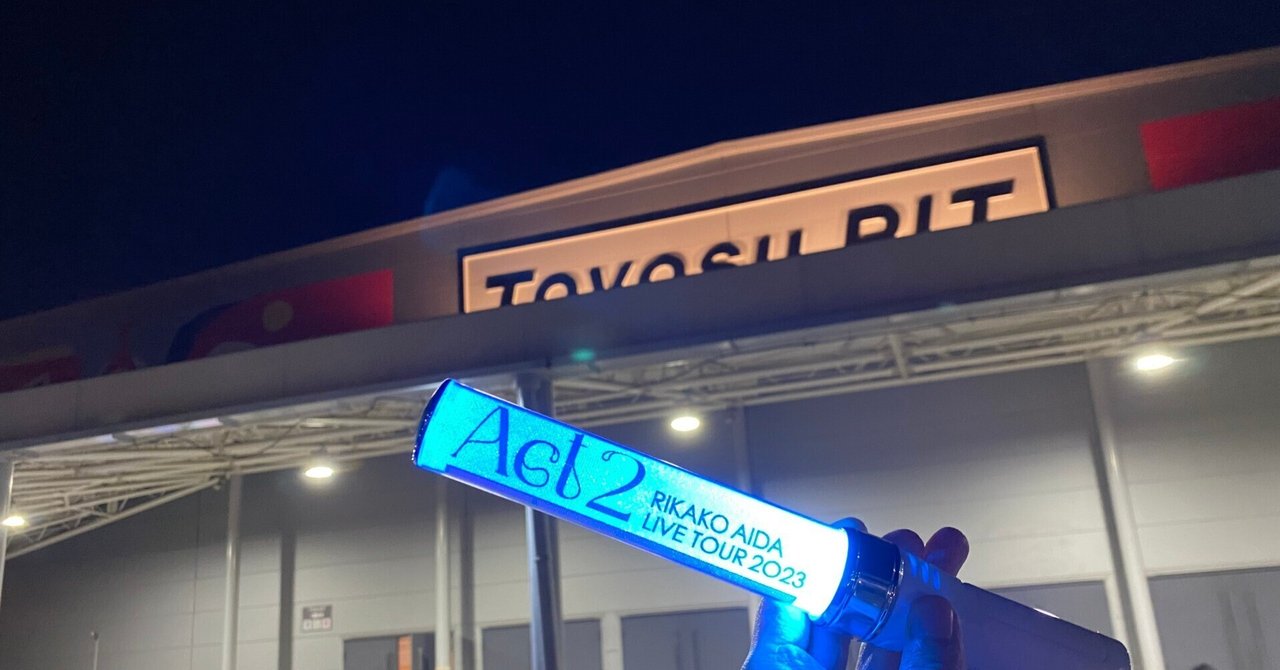 TOYOSU PIT
Act 2
RIKAKO AIDA
LIVE TOUR 2023